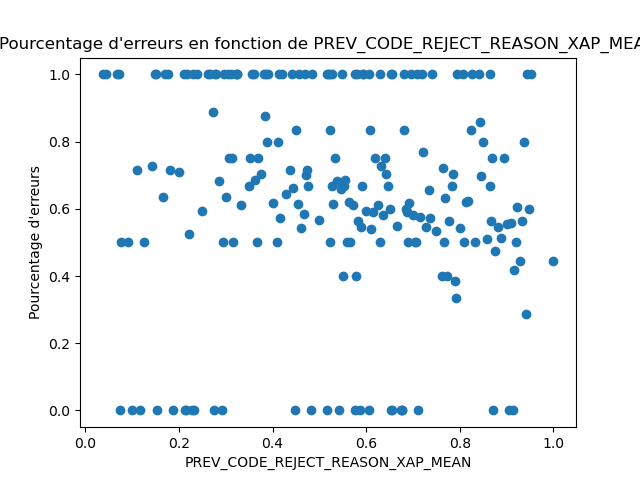 Pourcentage d'erreurs en fonction de PREV_CODE_REJECT_REASON_XAP_MEA
1.0
0.8
0.6
0.4
0.2
0.0
Pourcentage d'erreurs
0.0 0.2 0.4 0.6 0.8 1.0
PREV_CODE_REJECT_REASON_XAP_MEAN